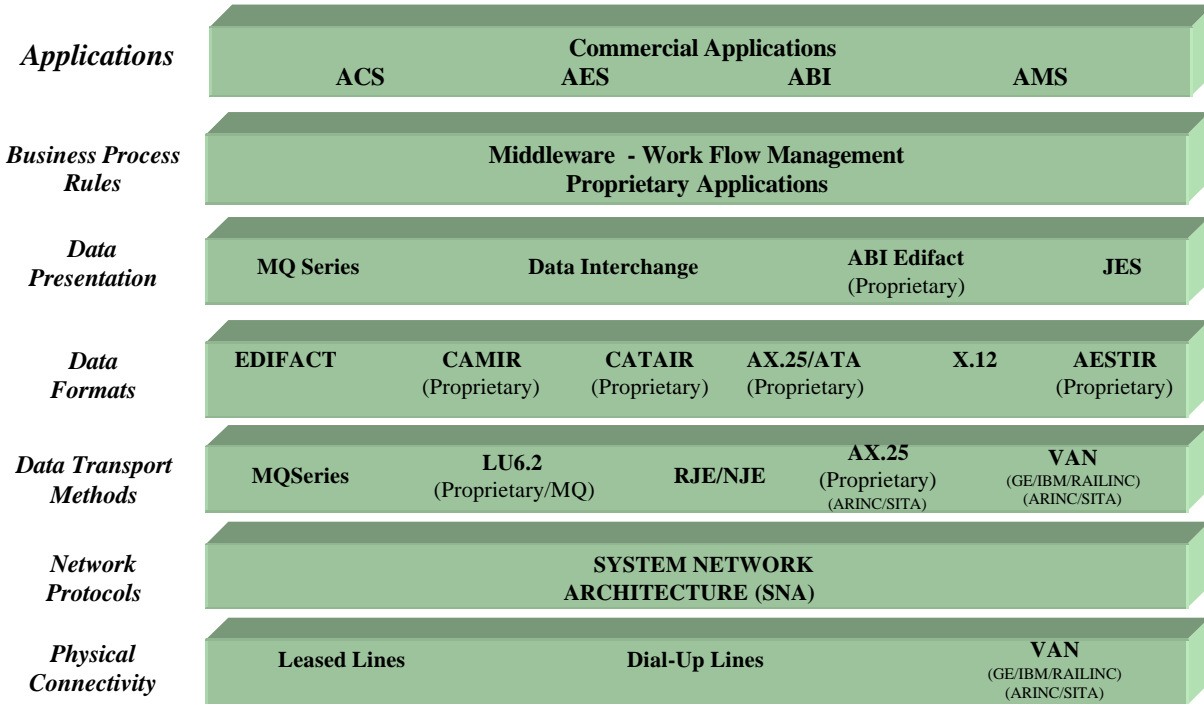 Applications
Commercial Applications
ACS AES ABI AMS
Business Process
Rules
Middleware - Work Flow Management
Proprietary Applications
Data
Presentation
MQ Series Data Interchange ABI Edifact JES
(Proprietary)
Data
Formats
EDIFACT CAMIR CATAIR AX.25/ATA X.12 AESTIR
(Proprietary) (Proprietary) (Proprietary) (Proprietary)
Data Transport
Methods
MQSeries LU6.2 RJE/NJE AX.25 VAN
(Proprietary/MQ) (Proprietary) (GE/IBM/RAILINC)
(ARINC/SITA) (ARINC/SITA)
Network
Protocols
SYSTEM NETWORK
ARCHITECTURE (SNA)
Physical
Connectivity
Leased Lines Dial-Up Lines VAN
(GE/IBM/RAILINC)
(ARINC/SITA)